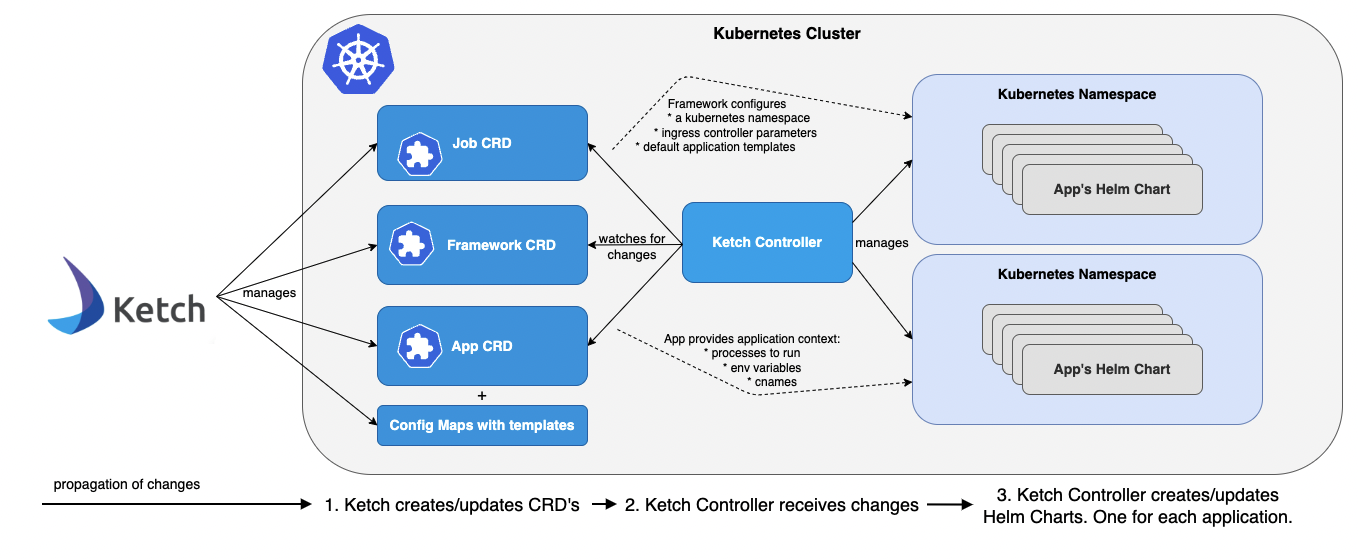 Kubernetes Cluster
Framework configures
* a kubernetes namespace
* ingress controller parameters
* default application templates
Kubernetes Namespace
App's Helm Chart
Job CRD
Framework CRD
watches for
changes
Ketch Controller
manages
Ketch
manages
App CRD
App provides application context:
* processes to run
* env variables
* cnames
Kubernetes Namespace
App's Helm Chart
+
Config Maps with templates
propagation of changes
1. Ketch creates/updates CRD's
2. Ketch Controller receives changes
3. Ketch Controller creates/updates
Helm Charts. One for each application.